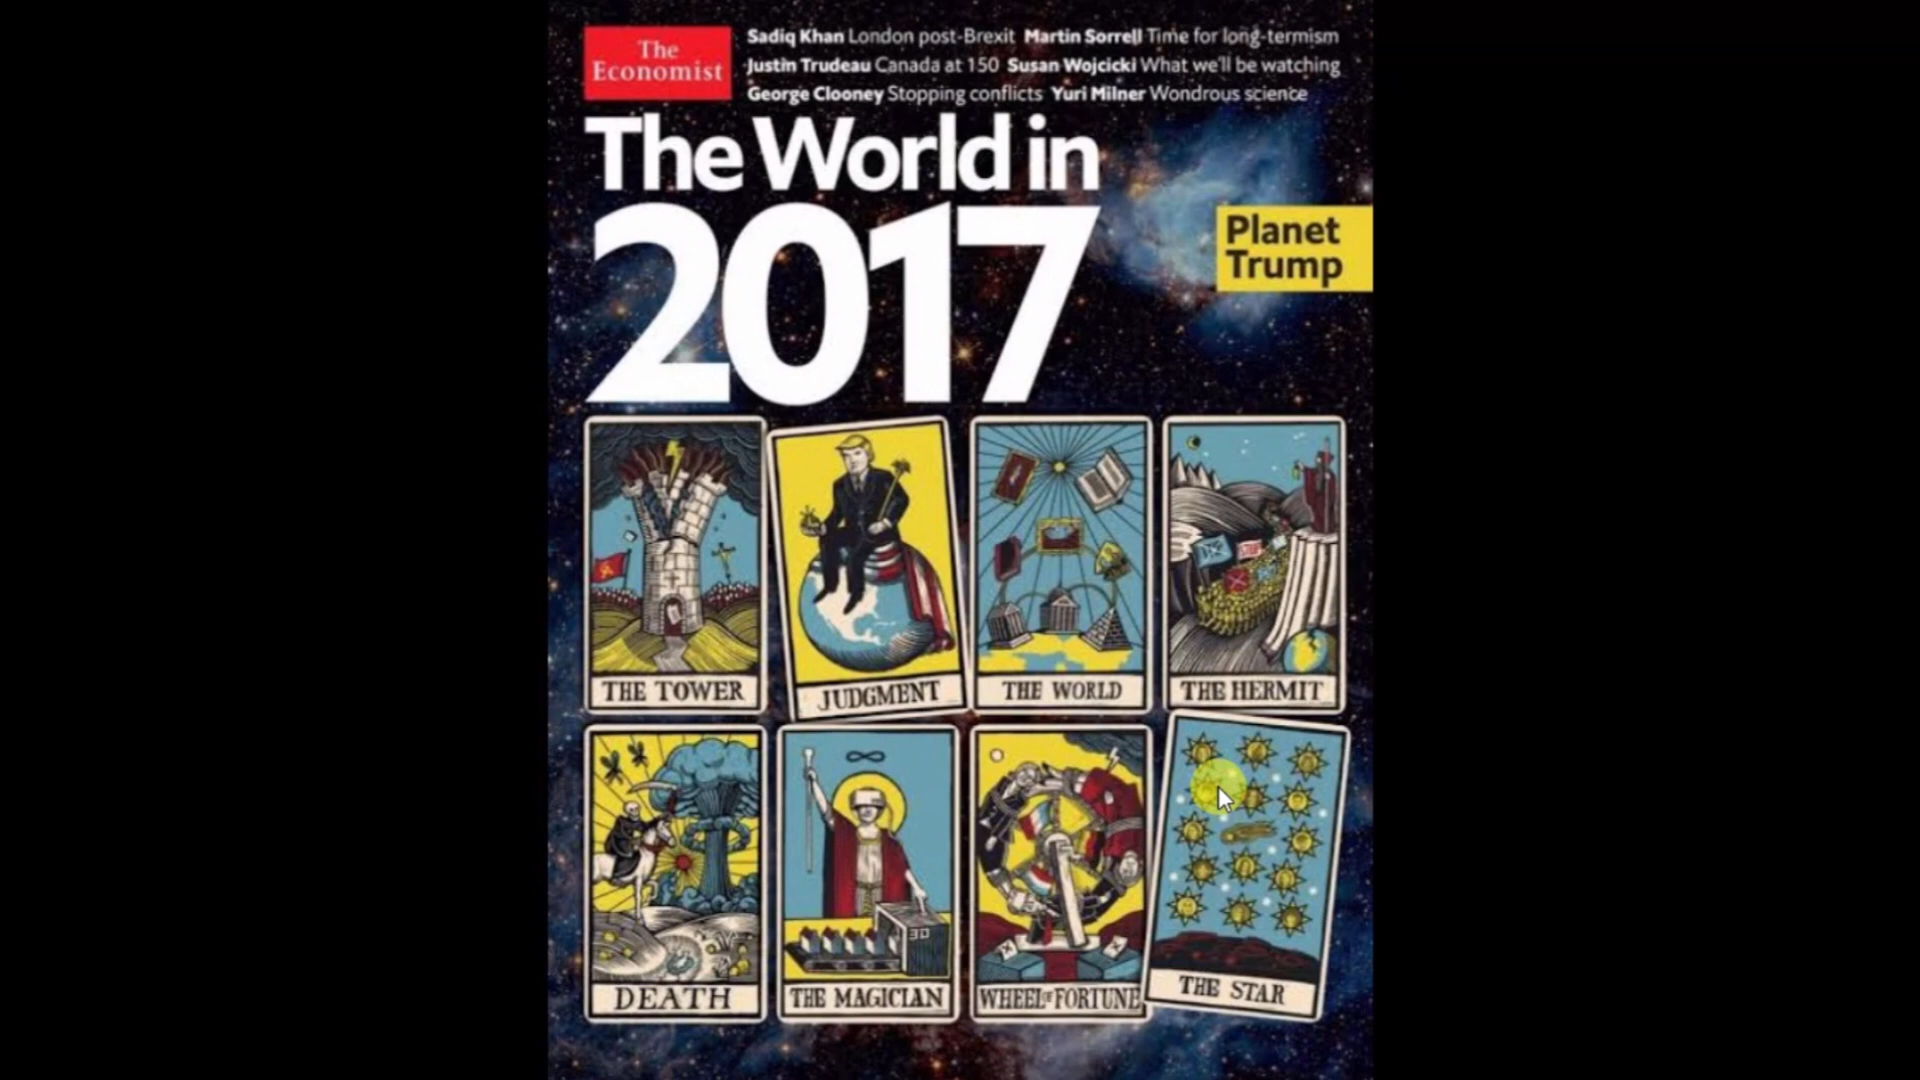 The
Economist
Sadiq Khan London post-Brexit Martin Sorrell Time for long-termism
Justin Trudeau Canada at 150 Susan Wojcicki What we'll be watching
George Clooney Stopping conflicts Yuri Milner Wondrous science
The World in
2017
Planet
Trump
THE TOWER
JUDGMENT
THE WORLD
THE HERMIT
3D
DEATH
THE MAGICIAN
WHEEL OF FORTUNE
THE STAR